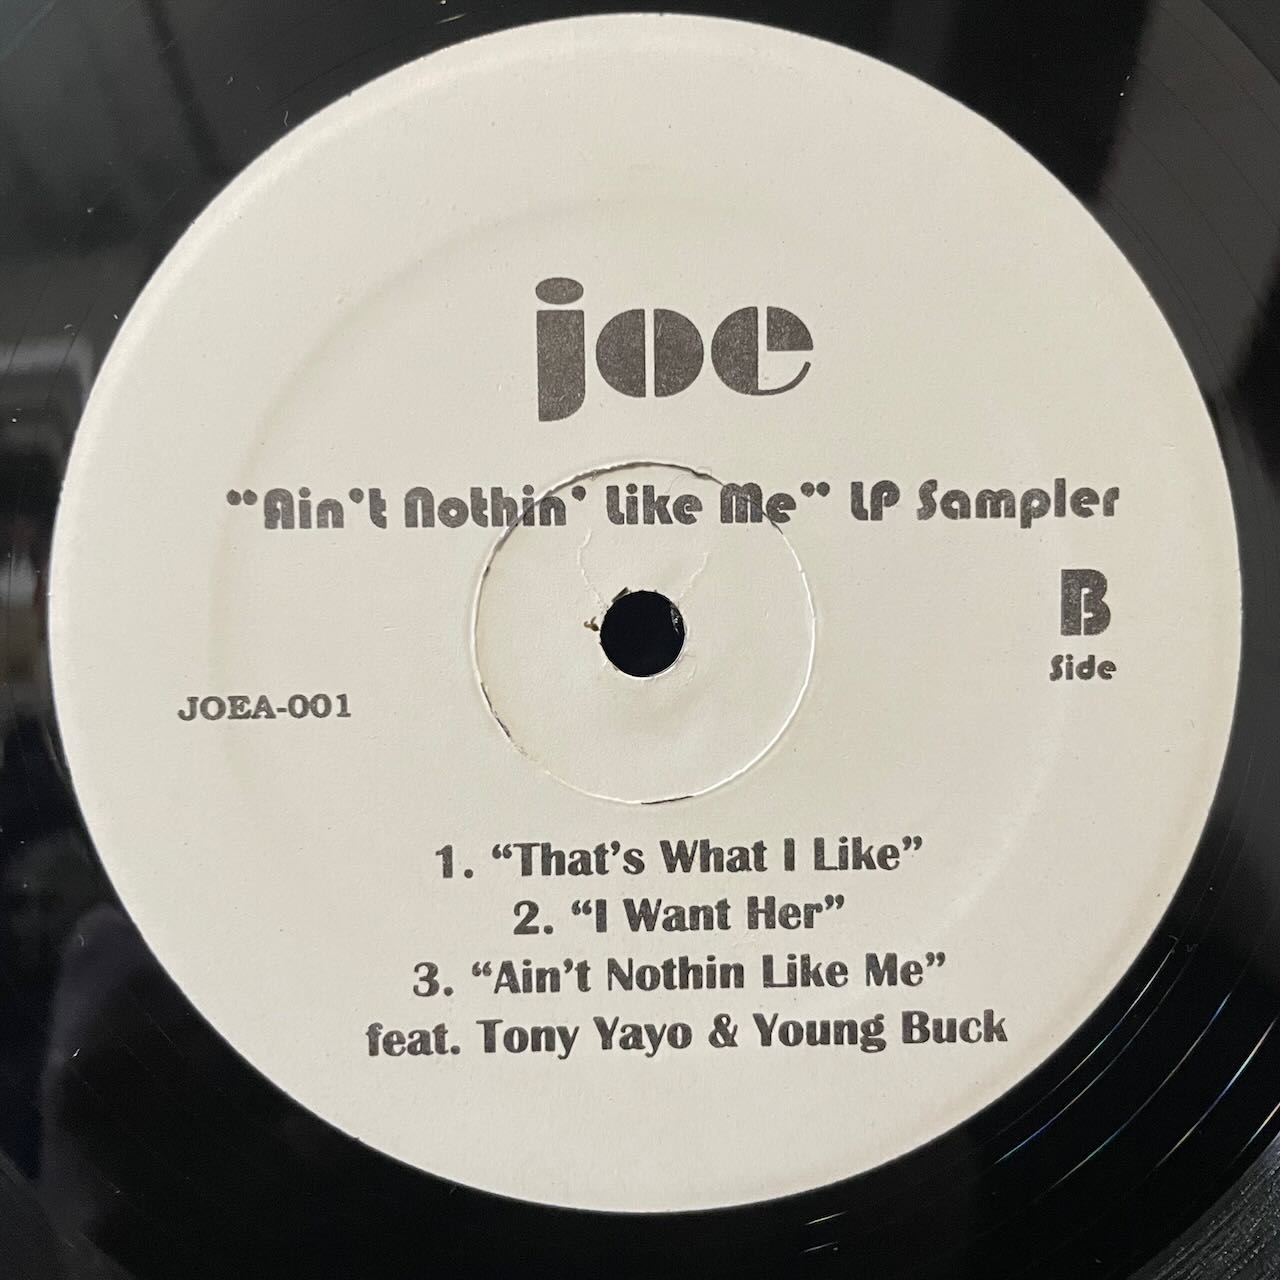 joe
“Ain't Nothin' Like Me” LP Sampler
B
Side
JOEA-001
1. “That's What I Like”
2. “I Want Her”
3. “Ain't Nothin Like Me”
feat. Tony Yayo & Young Buck